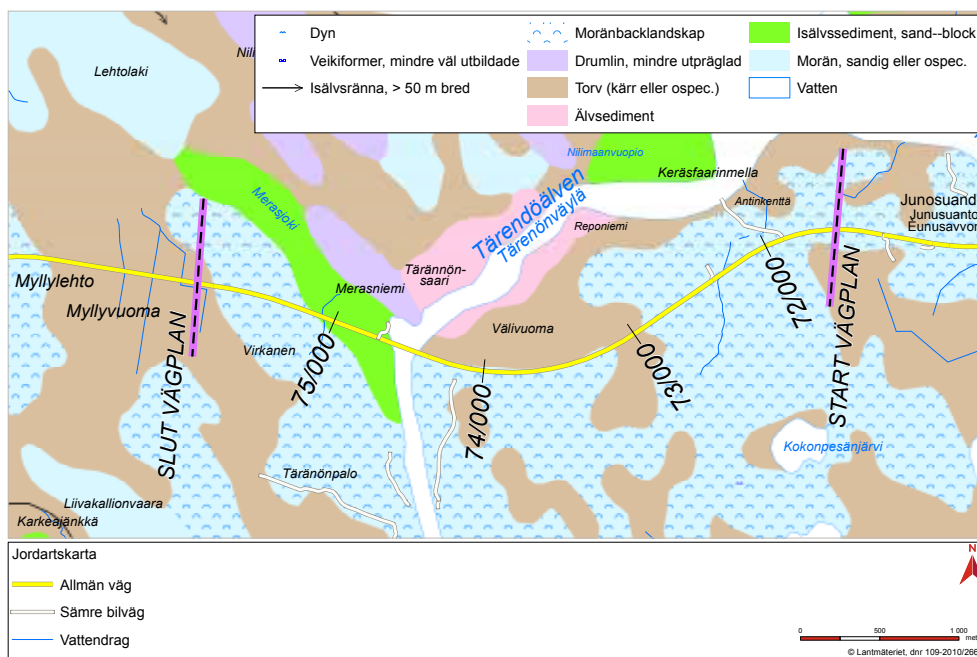 Dyn
Veikiformer, mindre väl utbildade
Isälvsränna, > 50 m bred
Moränbacklandskap
Drumlin, mindre utpräglad
Torv (kärr eller ospec.)
Älvsediment
Isälvssediment, sand--block
Morän, sandig eller ospec.
Vatten
Lehtolaki
Nilimaanvuopio
Keräsfaarinmella
Antinkenttä
Junosuand
Junusuanto
Eunusavvon
Merasjoki
Tärendöälven
Tärenönväylä
Reponiemi
Tärännön-
saari
Merasniemi
Myllylehto
Myllyvuoma
Virkanen
Välivuoma
SLUT VÄGPLAN
75/000
74/000
73/000
72/000
START VÄGPLAN
Kokonpesänjärvi
Täränönpalo
Liivakallionvaara
Karkeajänkkä
Jordartskarta
Allmän väg
Sämre bilväg
Vattendrag
N
0 500 1 000
© Lantmäteriet, dnr 109-2010/266